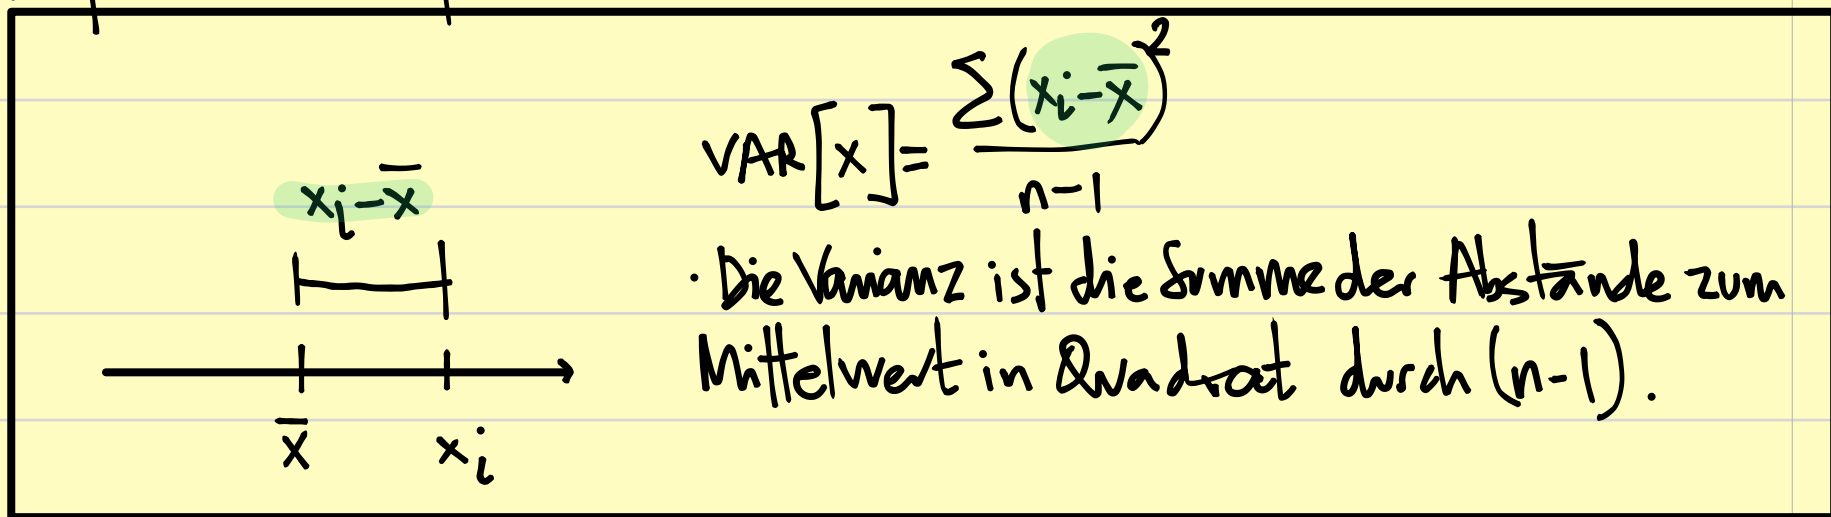 VAR[x] = Σ(xᵢ-x̄)² / n-1
xᵢ-x̄
x̄ xᵢ
· Die Varianz ist die Summe der Abstände zum
Mittelwert in Quadrat durch (n-1).